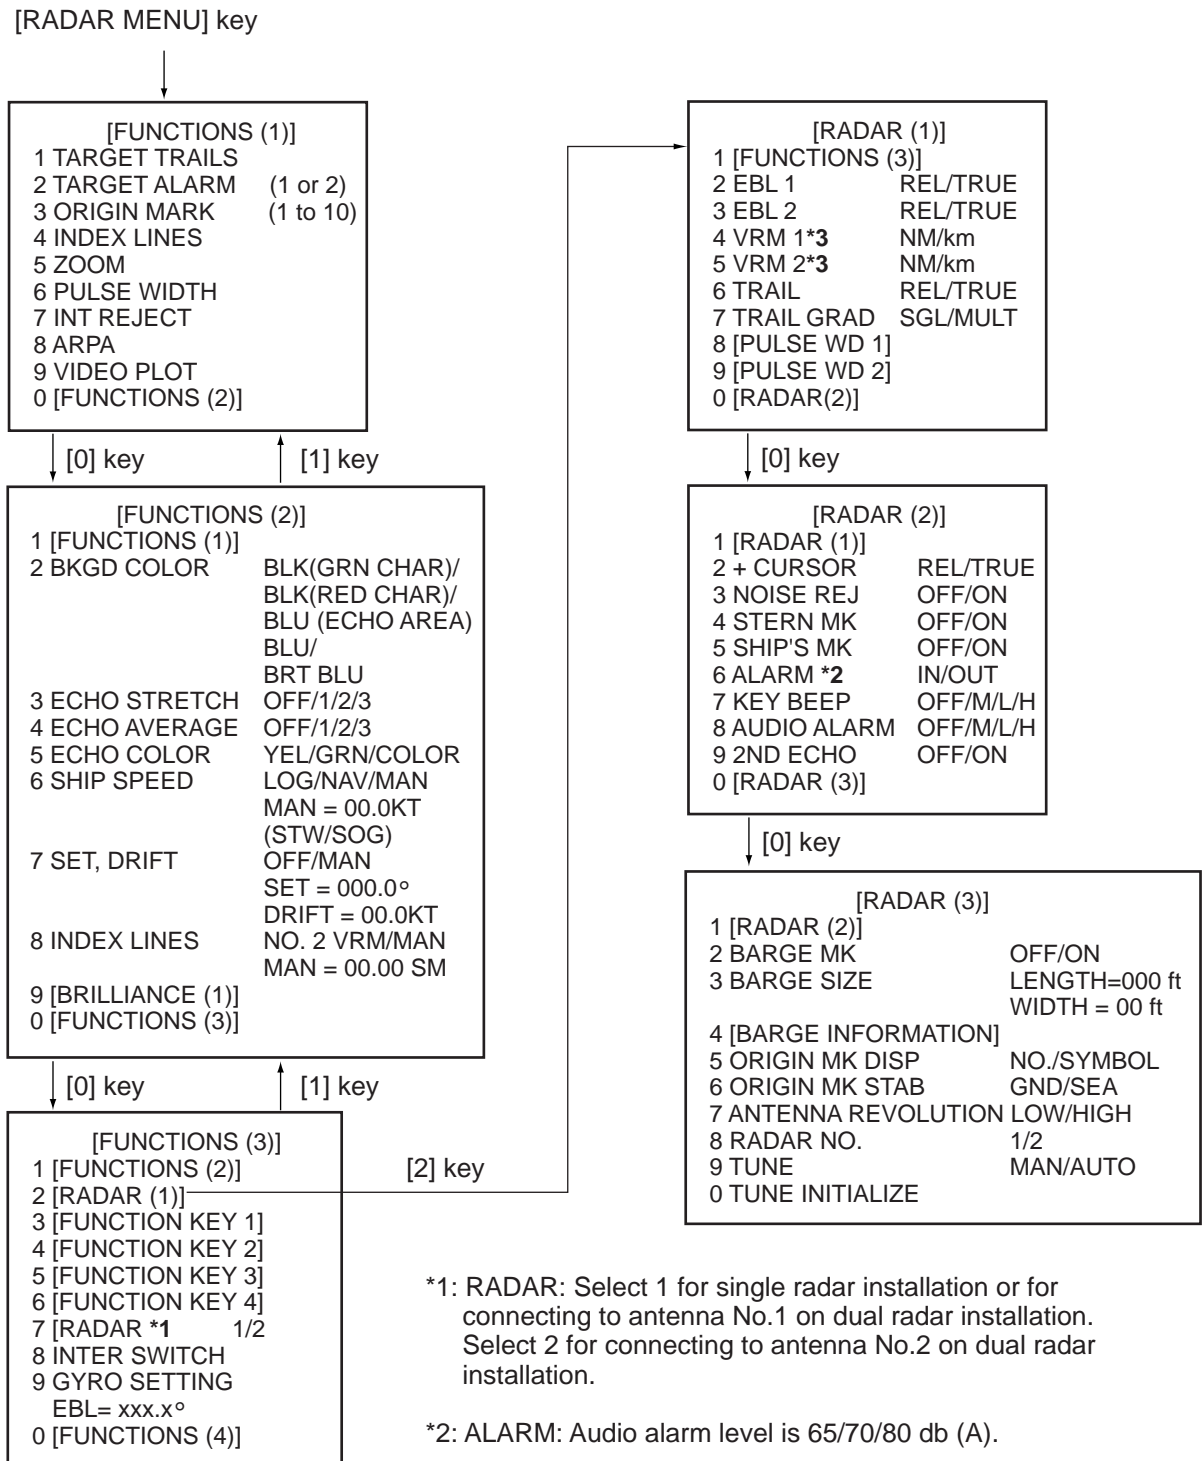 [RADAR MENU] key
[FUNCTIONS (1)]
1 TARGET TRAILS
2 TARGET ALARM (1 or 2)
3 ORIGIN MARK (1 to 10)
4 INDEX LINES
5 ZOOM
6 PULSE WIDTH
7 INT REJECT
8 ARPA
9 VIDEO PLOT
0 [FUNCTIONS (2)]
[0] key [1] key
[FUNCTIONS (2)]
1 [FUNCTIONS (1)]
2 BKGD COLOR BLK(GRN CHAR)/
BLK(RED CHAR)/
BLU (ECHO AREA)
BLU/
BRT BLU
3 ECHO STRETCH OFF/1/2/3
4 ECHO AVERAGE OFF/1/2/3
5 ECHO COLOR YEL/GRN/COLOR
6 SHIP SPEED LOG/NAV/MAN
MAN = 00.0KT
(STW/SOG)
7 SET, DRIFT OFF/MAN
SET = 000.0°
DRIFT = 00.0KT
8 INDEX LINES NO. 2 VRM/MAN
MAN = 00.00 SM
9 [BRILLIANCE (1)]
0 [FUNCTIONS (3)]
[0] key [1] key
[FUNCTIONS (3)]
1 [FUNCTIONS (2)]
2 [RADAR (1)]
3 [FUNCTION KEY 1]
4 [FUNCTION KEY 2]
5 [FUNCTION KEY 3]
6 [FUNCTION KEY 4]
7 [RADAR *1 1/2
8 INTER SWITCH
9 GYRO SETTING
EBL= xxx.x°
0 [FUNCTIONS (4)]
[2] key
[RADAR (1)]
1 [FUNCTIONS (3)]
2 EBL 1 REL/TRUE
3 EBL 2 REL/TRUE
4 VRM 1*3 NM/km
5 VRM 2*3 NM/km
6 TRAIL REL/TRUE
7 TRAIL GRAD SGL/MULT
8 [PULSE WD 1]
9 [PULSE WD 2]
0 [RADAR(2)]
[0] key
[RADAR (2)]
1 [RADAR (1)]
2 + CURSOR REL/TRUE
3 NOISE REJ OFF/ON
4 STERN MK OFF/ON
5 SHIP'S MK OFF/ON
6 ALARM *2 IN/OUT
7 KEY BEEP OFF/M/L/H
8 AUDIO ALARM OFF/M/L/H
9 2ND ECHO OFF/ON
0 [RADAR (3)]
[0] key
[RADAR (3)]
1 [RADAR (2)]
2 BARGE MK OFF/ON
3 BARGE SIZE LENGTH=000 ft
WIDTH = 00 ft
4 [BARGE INFORMATION]
5 ORIGIN MK DISP NO./SYMBOL
6 ORIGIN MK STAB GND/SEA
7 ANTENNA REVOLUTION LOW/HIGH
8 RADAR NO. 1/2
9 TUNE MAN/AUTO
0 TUNE INITIALIZE
*1: RADAR: Select 1 for single radar installation or for
connecting to antenna No.1 on dual radar installation.
Select 2 for connecting to antenna No.2 on dual radar
installation.
*2: ALARM: Audio alarm level is 65/70/80 db (A).